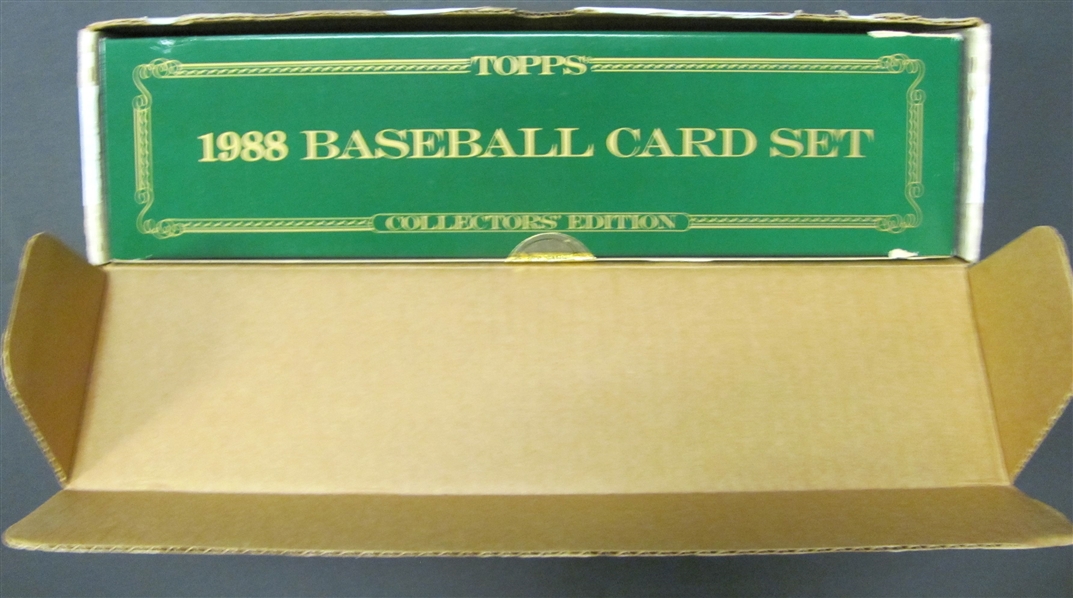 TOPPS
1988 BASEBALL CARD SET
COLLECTORS' EDITION